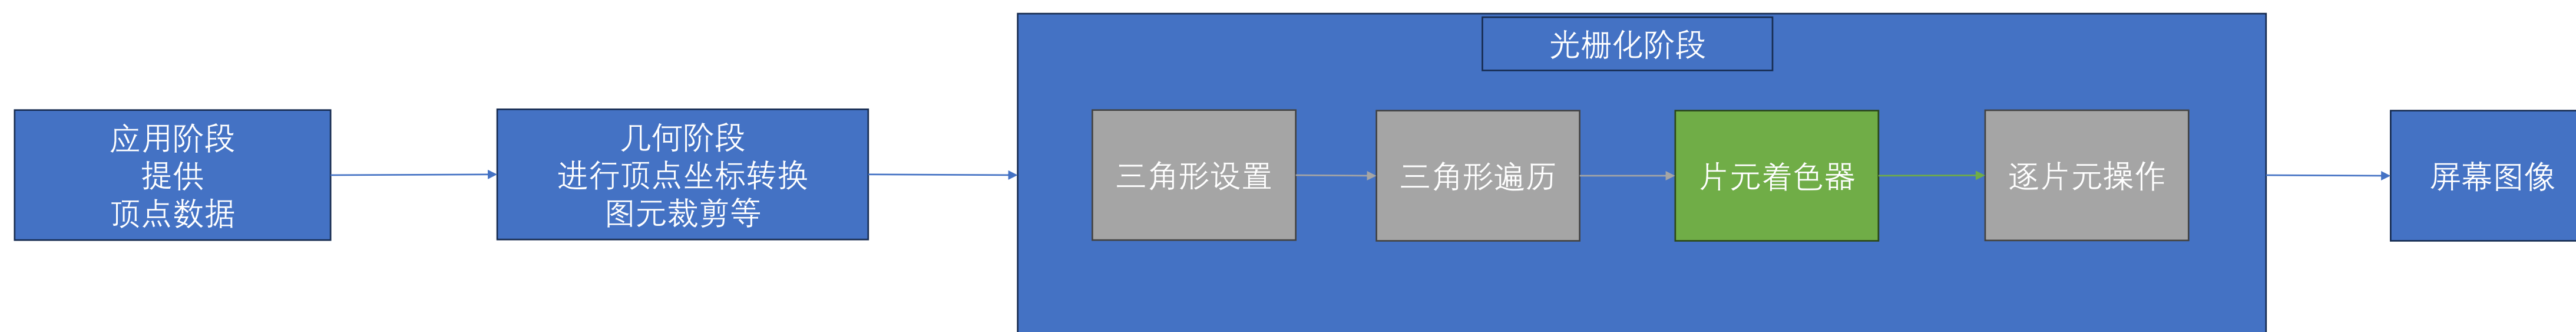 应用阶段
提供
顶点数据
几何阶段
进行顶点坐标转换
图元裁剪等
光栅化阶段
三角形设置
三角形遍历
片元着色器
逐片元操作
屏幕图像